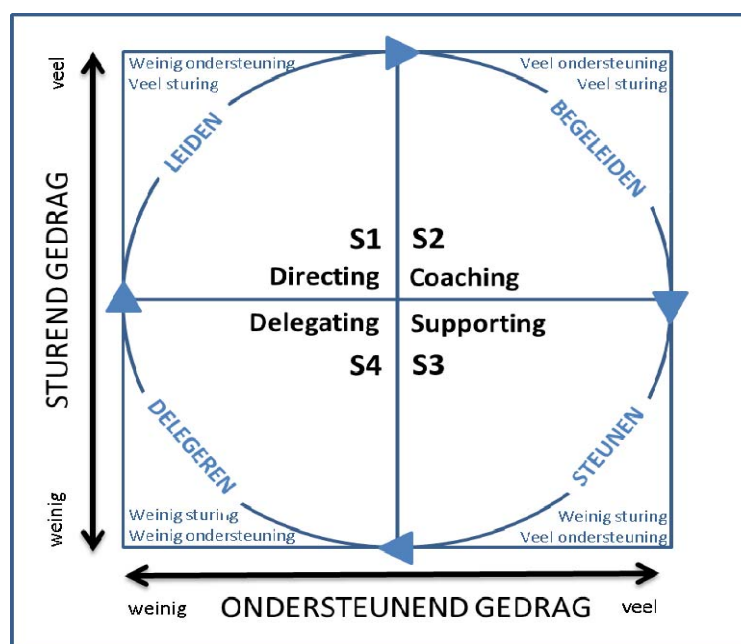 veel
STUREND GEDRAG
weinig
Weinig ondersteuning
Veel sturing
Veel ondersteuning
Veel sturing
LEIDEN
BEGELEIDEN
S1
S2
Directing
Coaching
Delegating
Supporting
S4
S3
DELEGEREN
STEUNEN
Weinig sturing
Weinig ondersteuning
Weinig sturing
Veel ondersteuning
weinig
ONDERSTEUNEND GEDRAG
veel